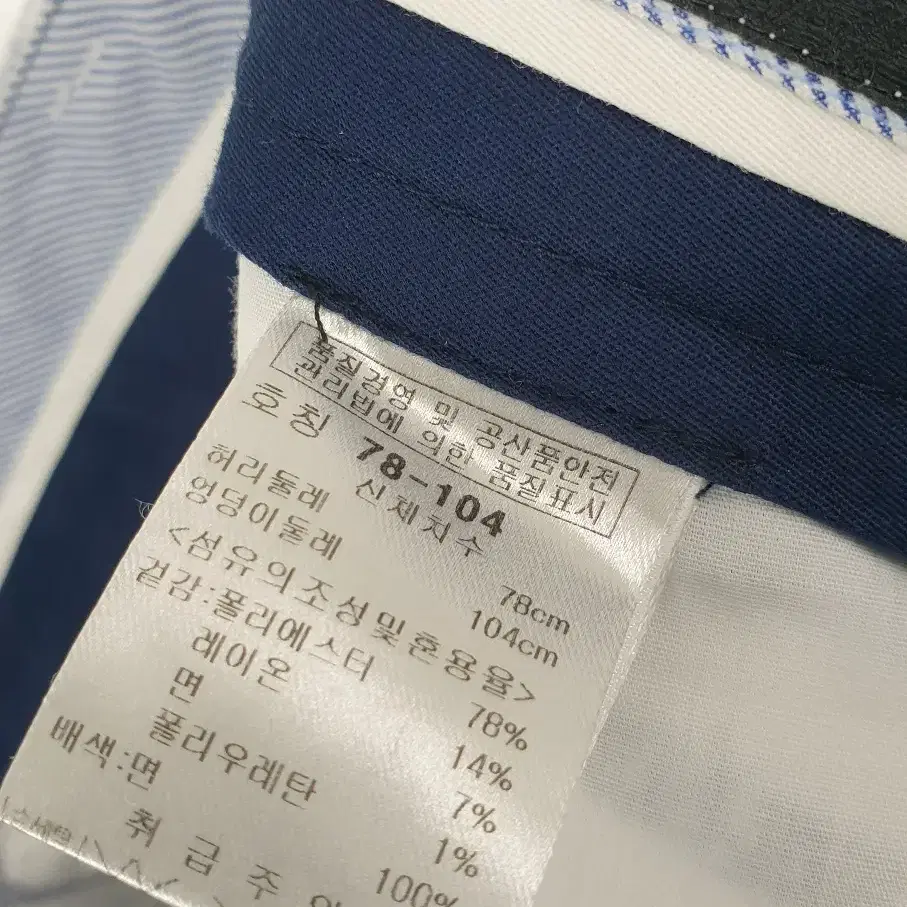 품질경영 및 공산품안전
관리법에 의한 품질표시
호칭 78-104
신체치수
허리둘레 78cm
엉덩이둘레 104cm
<섬유의조성및혼용율>
겉감:폴리에스터 78%
레이온 14%
면 7%
폴리우레탄 1%
배색:면 100%
취급주의